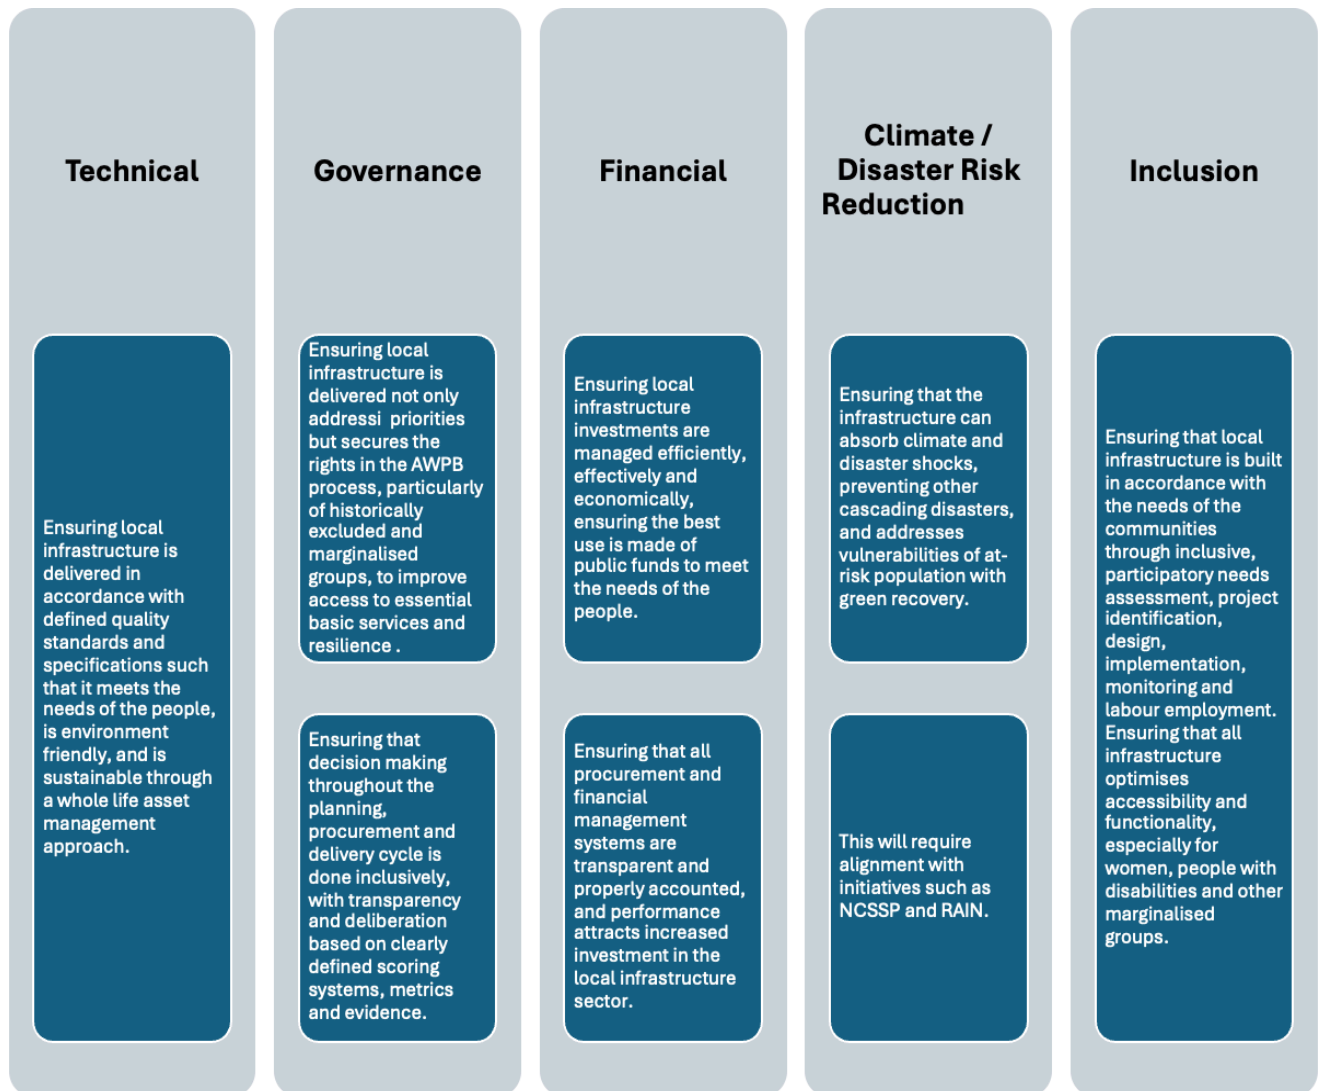 Technical
Ensuring local
infrastructure is
delivered in
accordance with
defined quality
standards and
specifications such
that it meets the
needs of the people,
is environment
friendly, and is
sustainable through
a whole life asset
management
approach.
Governance
Ensuring local
infrastructure is
delivered not only
addressi priorities
but secures the
rights in the AWPB
process, particularly
of historically
excluded and
marginalised
groups, to improve
access to essential
basic services and
resilience .
Ensuring that
decision making
throughout the
planning,
procurement and
delivery cycle is
done inclusively,
with transparency
and deliberation
based on clearly
defined scoring
systems, metrics
and evidence.
Financial
Ensuring local
infrastructure
investments are
managed efficiently,
effectively and
economically,
ensuring the best
use is made of
public funds to meet
the needs of the
people.
Ensuring that all
procurement and
financial
management
systems are
transparent and
properly accounted,
and performance
attracts increased
investment in the
local infrastructure
sector.
Climate /
Disaster Risk
Reduction
Ensuring that the
infrastructure can
absorb climate and
disaster shocks,
preventing other
cascading disasters,
and addresses
vulnerabilities of at-
risk population with
green recovery.
This will require
alignment with
initiatives such as
NCSSP and RAIN.
Inclusion
Ensuring that local
infrastructure is built
in accordance with
the needs of the
communities
through inclusive,
participatory needs
assessment, project
identification,
design,
implementation,
monitoring and
labour employment.
Ensuring that all
infrastructure
optimises
accessibility and
functionality,
especially for
women, people with
disabilities and other
marginalised
groups.